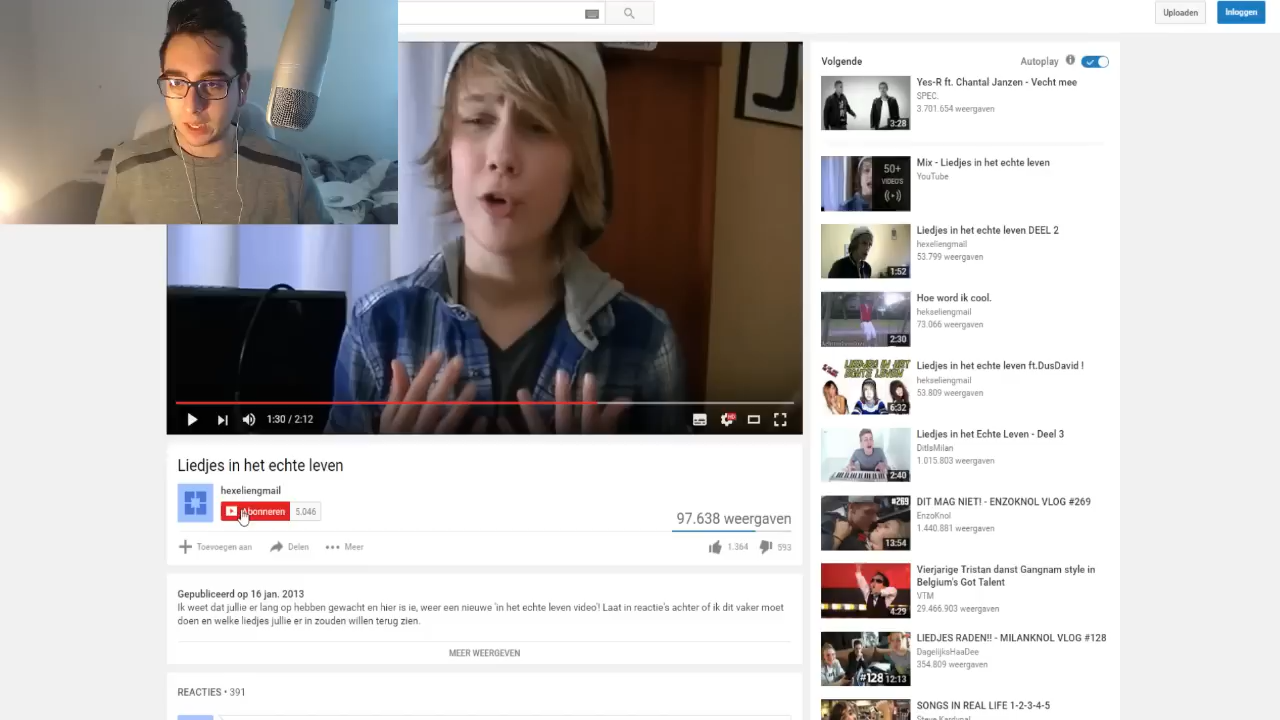 Uploaden
Inloggen
1:30 / 2:12
Liedjes in het echte leven
hexeliengmail
Abonneren 5.046
97.638 weergaven
Toevoegen aan Delen Meer
1.364 593
Gepubliceerd op 16 jan. 2013
Ik weet dat jullie er lang op hebben gewacht en hier is ie, weer een nieuwe 'in het echte leven video'! Laat in reactie's achter of ik dit vaker moet
doen en welke liedjes jullie er in zouden willen terug zien.
MEER WEERGEVEN
REACTIES • 391
Volgende
Autoplay
Yes-R ft. Chantal Janzen - Vecht mee
SPEC.
3.701.654 weergaven
3:28
Mix - Liedjes in het echte leven
YouTube
50+
VIDEO'S
Liedjes in het echte leven DEEL 2
hexeliengmail
53.799 weergaven
1:52
Hoe word ik cool.
hekseliengmail
73.066 weergaven
2:30
Liedjes in het echte leven ft.DusDavid !
hekseliengmail
53.809 weergaven
LIEDJES IN HET
ECHTE LEVEN
6:32
Liedjes in het Echte Leven - Deel 3
DitIsMilan
1.015.803 weergaven
2:40
DIT MAG NIET! - ENZOKNOL VLOG #269
EnzoKnol
1.440.881 weergaven
#269
13:54
Vierjarige Tristan danst Gangnam style in
Belgium's Got Talent
VTM
29.466.903 weergaven
4:29
LIEDJES RADEN!! - MILANKNOL VLOG #128
DagelijksHaaDee
354.809 weergaven
#128 12:13
SONGS IN REAL LIFE 1-2-3-4-5